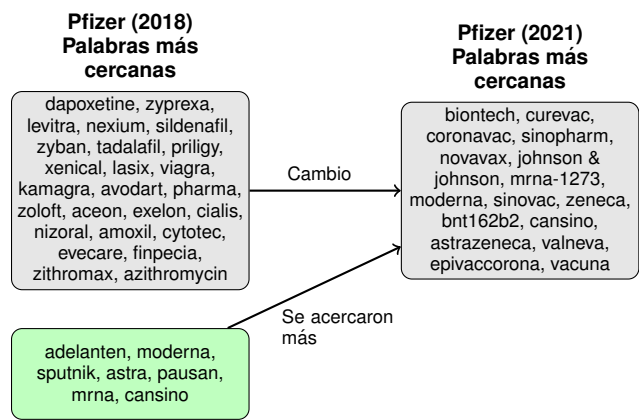 Pfizer (2018)
Palabras más
cercanas
dapoxetine, zyprexa,
levitra, nexium, sildenafil,
zyban, tadalafil, priligy,
xenical, lasix, viagra,
kamagra, avodart, pharma,
zoloft, aceon, exelon, cialis,
nizoral, amoxil, cytotec,
evecare, finpecia,
zithromax, azithromycin
Cambio
Pfizer (2021)
Palabras más
cercanas
biontech, curevac,
coronavac, sinopharm,
novavax, johnson &
johnson, mrna-1273,
moderna, sinovac, zeneca,
bnt162b2, cansino,
astrazeneca, valneva,
epivaccorona, vacuna
Se acercaron
más
adelanten, moderna,
sputnik, astra, pausan,
mrna, cansino